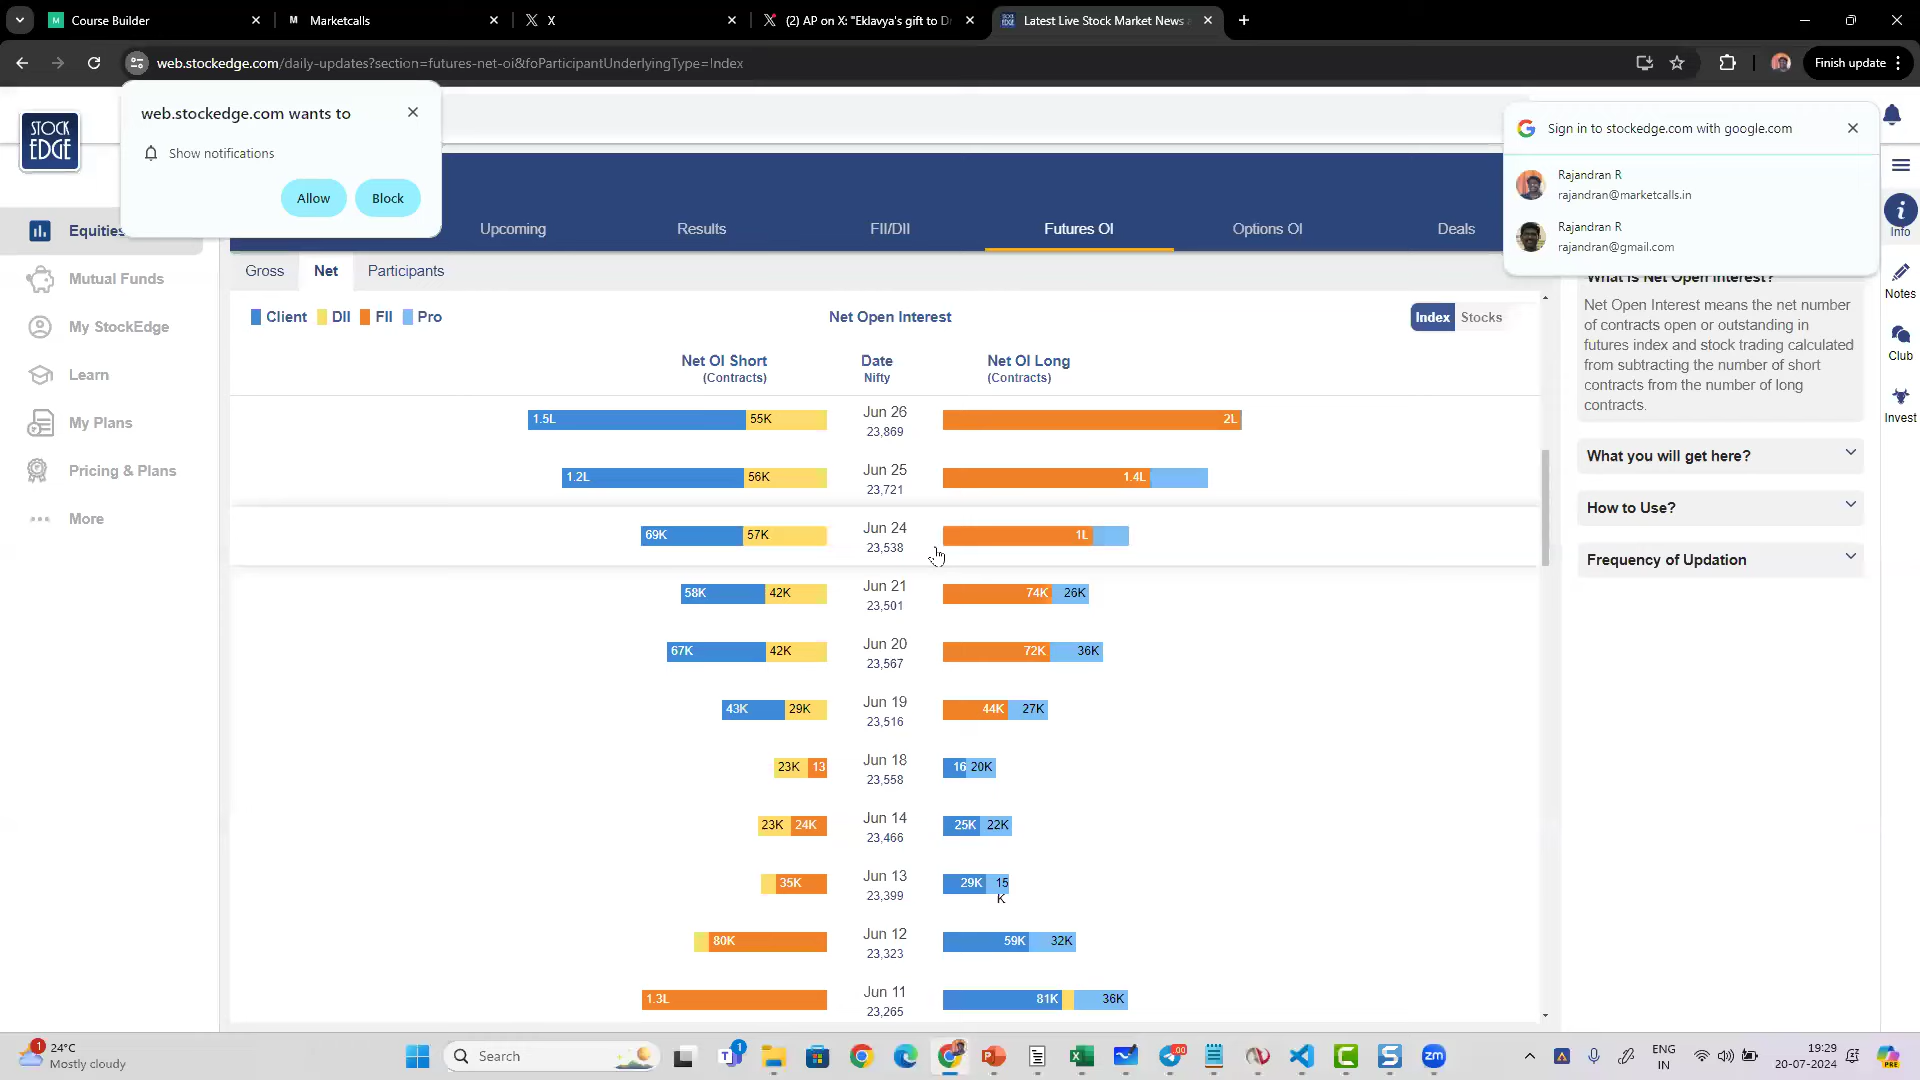 Course Builder
Marketcalls
X
(2) AP on X: "Eklavya's gift to D
Latest Live Stock Market News
web.stockedge.com/daily-updates?section=futures-net-oi&foParticipantUnderlyingType=Index
Finish update
web.stockedge.com wants to
Show notifications
Allow
Block
Sign in to stockedge.com with google.com
Rajandran R
rajandran@marketcalls.in
Rajandran R
rajandran@gmail.com
STOCK
EDGE
Equities
Mutual Funds
My StockEdge
Learn
My Plans
Pricing & Plans
More
Upcoming
Results
FII/DII
Futures OI
Options OI
Deals
Gross
Net
Participants
Client
DII
FII
Pro
Net Open Interest
Index
Stocks
Net OI Short
(Contracts)
Date
Nifty
Net OI Long
(Contracts)
1.5L 55K Jun 26 2L
23,869
1.2L 56K Jun 25 1.4L
23,721
69K 57K Jun 24 1L
23,538
58K 42K Jun 21 74K 26K
23,501
67K 42K Jun 20 72K 36K
23,567
43K 29K Jun 19 44K 27K
23,516
23K 13 Jun 18 16 20K
23,558
23K 24K Jun 14 25K 22K
23,466
35K Jun 13 29K 15
23,399 K
80K Jun 12 59K 32K
23,323
1.3L Jun 11 81K 36K
23,265
What is Net Open Interest?
Net Open Interest means the net number
of contracts open or outstanding in
futures index and stock trading calculated
from subtracting the number of short
contracts from the number of long
contracts.
What you will get here?
How to Use?
Frequency of Updation
Info
Notes
Club
Invest
1
24°C
Mostly cloudy
Search
1
zm
ENG
IN
19:29
20-07-2024
PRE